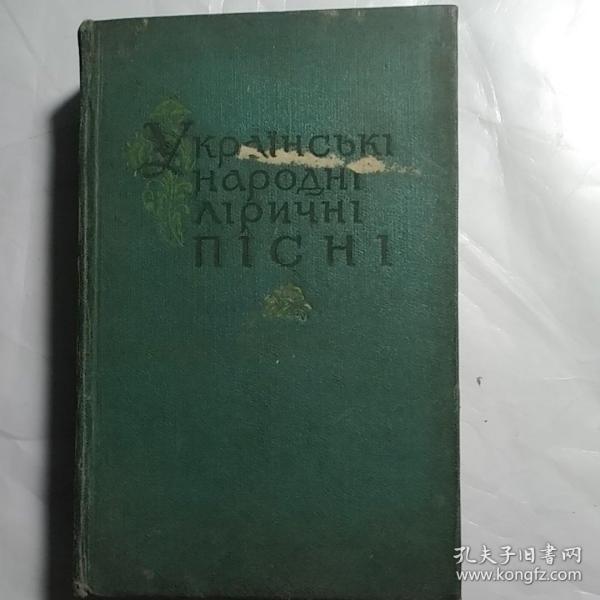 Українські
народні
ліричні
пісні
孔夫子旧书网
www.kongfz.com